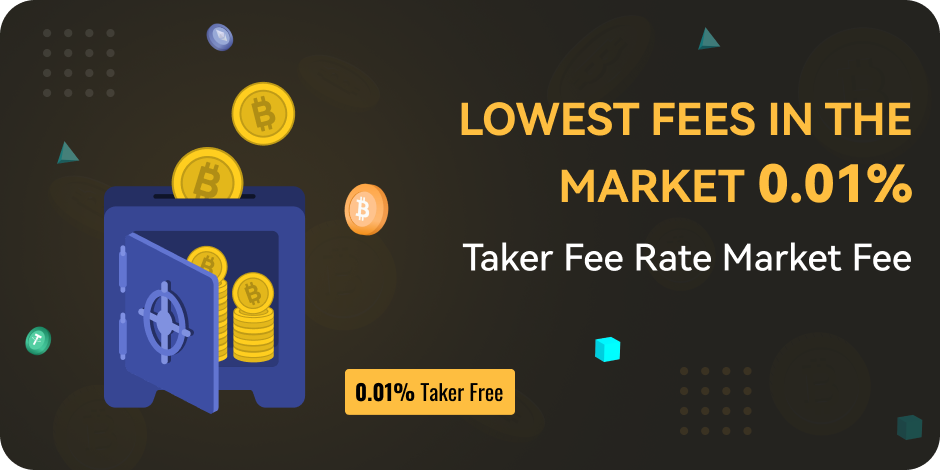 LOWEST FEES IN THE
MARKET 0.01%
Taker Fee Rate Market Fee
0.01% Taker Free